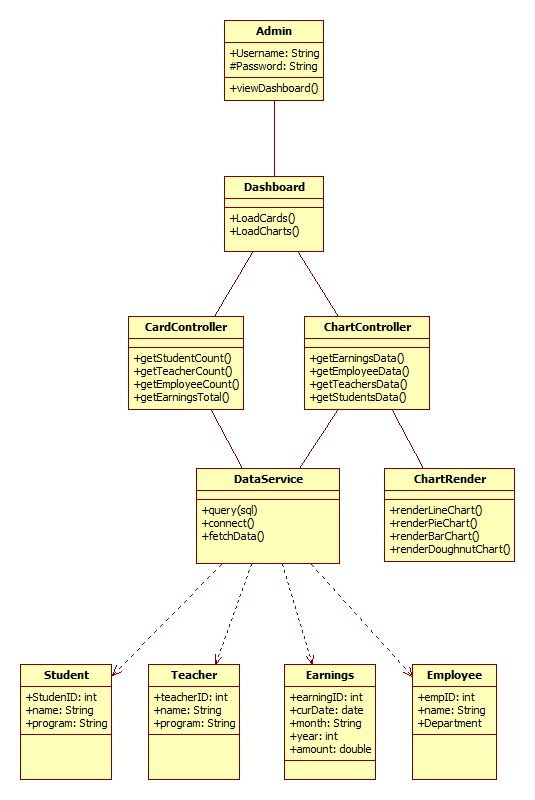 Admin
+Username: String
#Password: String
+viewDashboard()
Dashboard
+LoadCards()
+LoadCharts()
CardController
+getStudentCount()
+getTeacherCount()
+getEmployeeCount()
+getEarningsTotal()
ChartController
+getEarningsData()
+getEmployeeData()
+getTeachersData()
+getStudentsData()
DataService
+query(sql)
+connect()
+fetchData()
ChartRender
+renderLineChart()
+renderPieChart()
+renderBarChart()
+renderDoughnutChart()
Student
+StudenID: int
+name: String
+program: String
Teacher
+teacherID: int
+name: String
+program: String
Earnings
+earningID: int
+curDate: date
+month: String
+year: int
+amount: double
Employee
+empID: int
+name: String
+Department